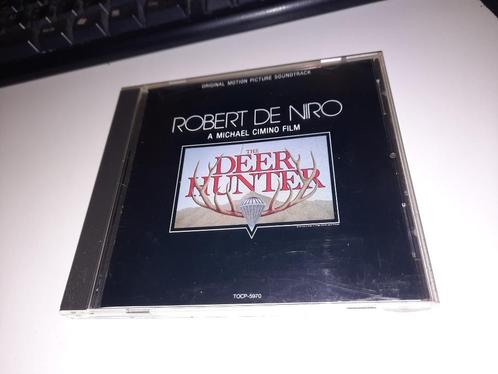 ORIGINAL MOTION PICTURE SOUNDTRACK
ROBERT DE NIRO
A MICHAEL CIMINO FILM
THE
DEER
HUNTER
TOCP-5970